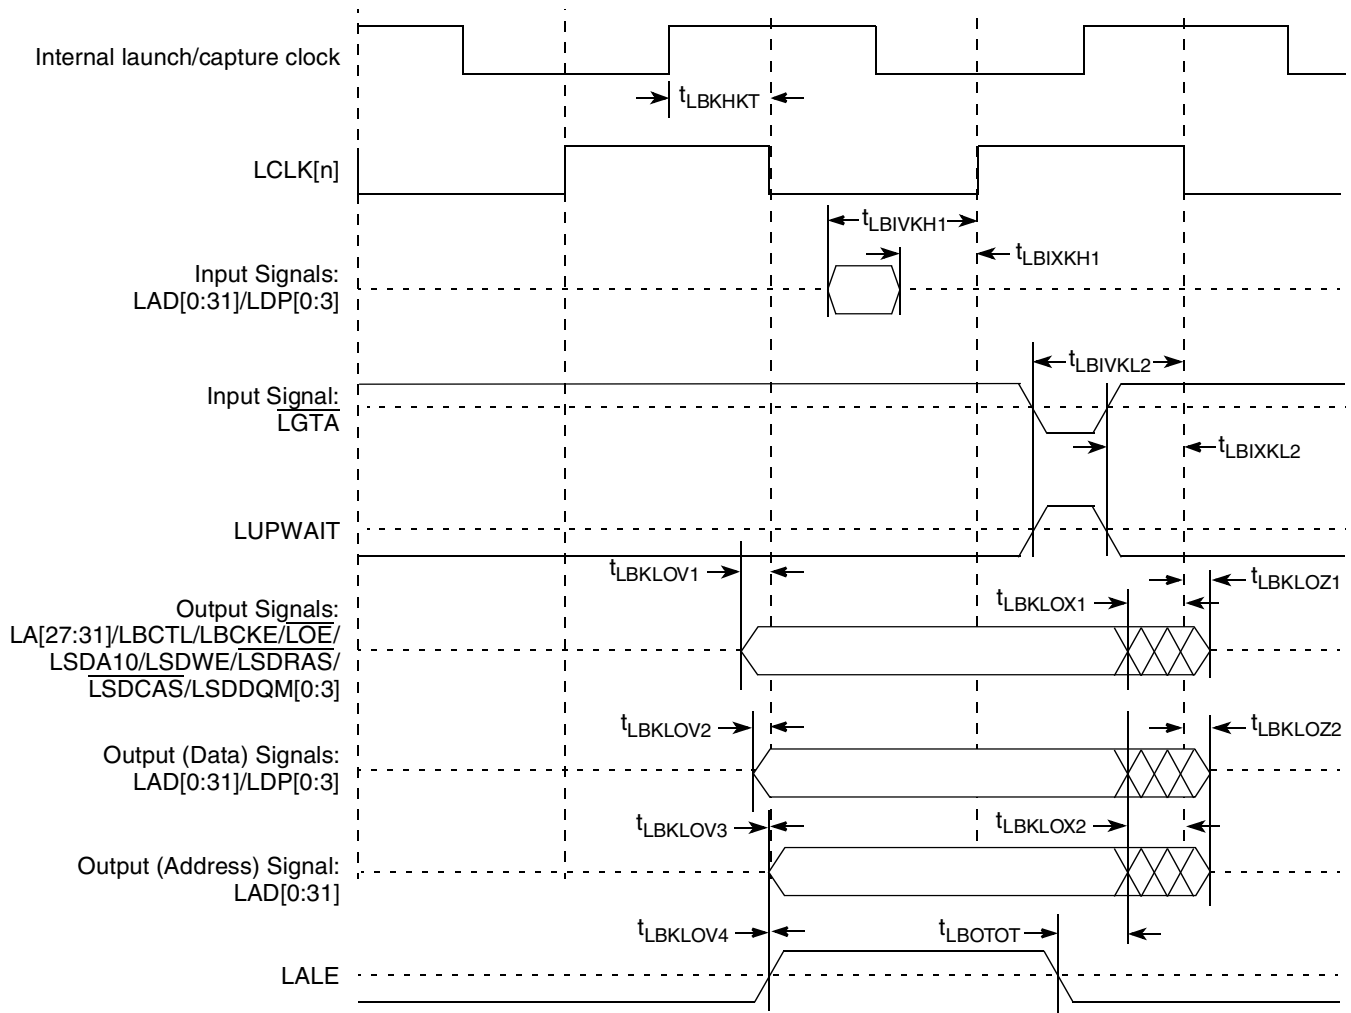 Internal launch/capture clock
tLBKHKT
LCLK[n]
tLBIVKH1
tLBIXKH1
Input Signals:
LAD[0:31]/LDP[0:3]
tLBIVKL2
Input Signal:
LGTA
tLBIXKL2
LUPWAIT
tLBKLOV1
tLBKLOZ1
tLBKLOX1
Output Signals:
LA[27:31]/LBCTL/LBCKE/LOE/
LSDA10/LSDWE/LSDRAS/
LSDCAS/LSDDQM[0:3]
tLBKLOV2
tLBKLOZ2
Output (Data) Signals:
LAD[0:31]/LDP[0:3]
tLBKLOV3
tLBKLOX2
Output (Address) Signal:
LAD[0:31]
tLBKLOV4
tLBOTOT
LALE